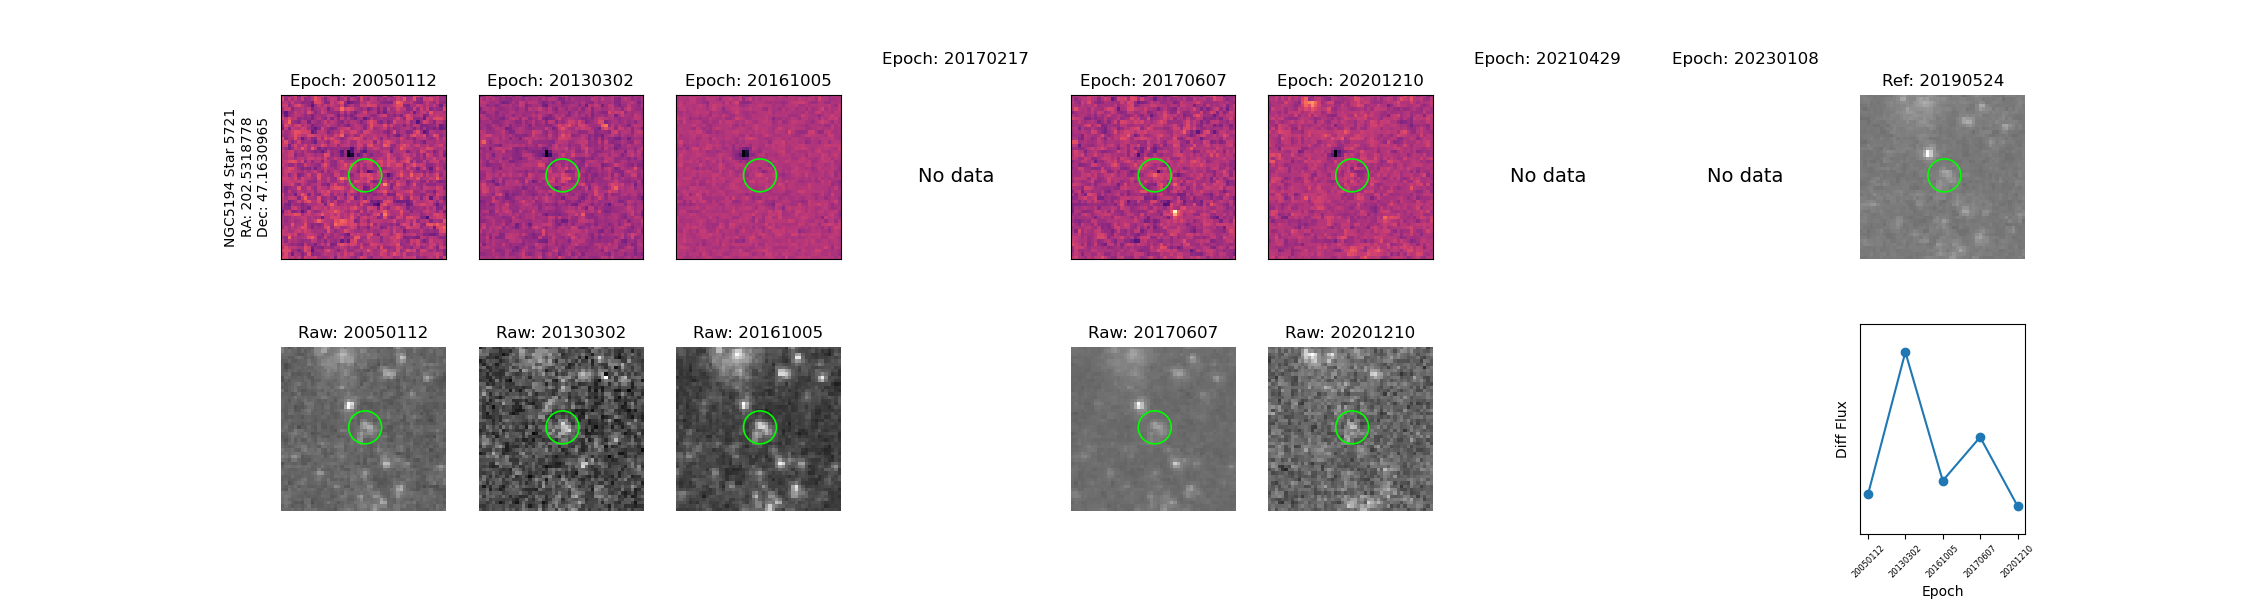 NGC5194 Star 5721
RA: 202.5318778
Dec: 47.1630965
Epoch: 20050112
Epoch: 20130302
Epoch: 20161005
Epoch: 20170217
No data
Epoch: 20170607
Epoch: 20201210
Epoch: 20210429
No data
Epoch: 20230108
No data
Ref: 20190524
Raw: 20050112
Raw: 20130302
Raw: 20161005
Raw: 20170607
Raw: 20201210
Diff Flux
20050112
20130302
20161005
20170607
20201210
Epoch